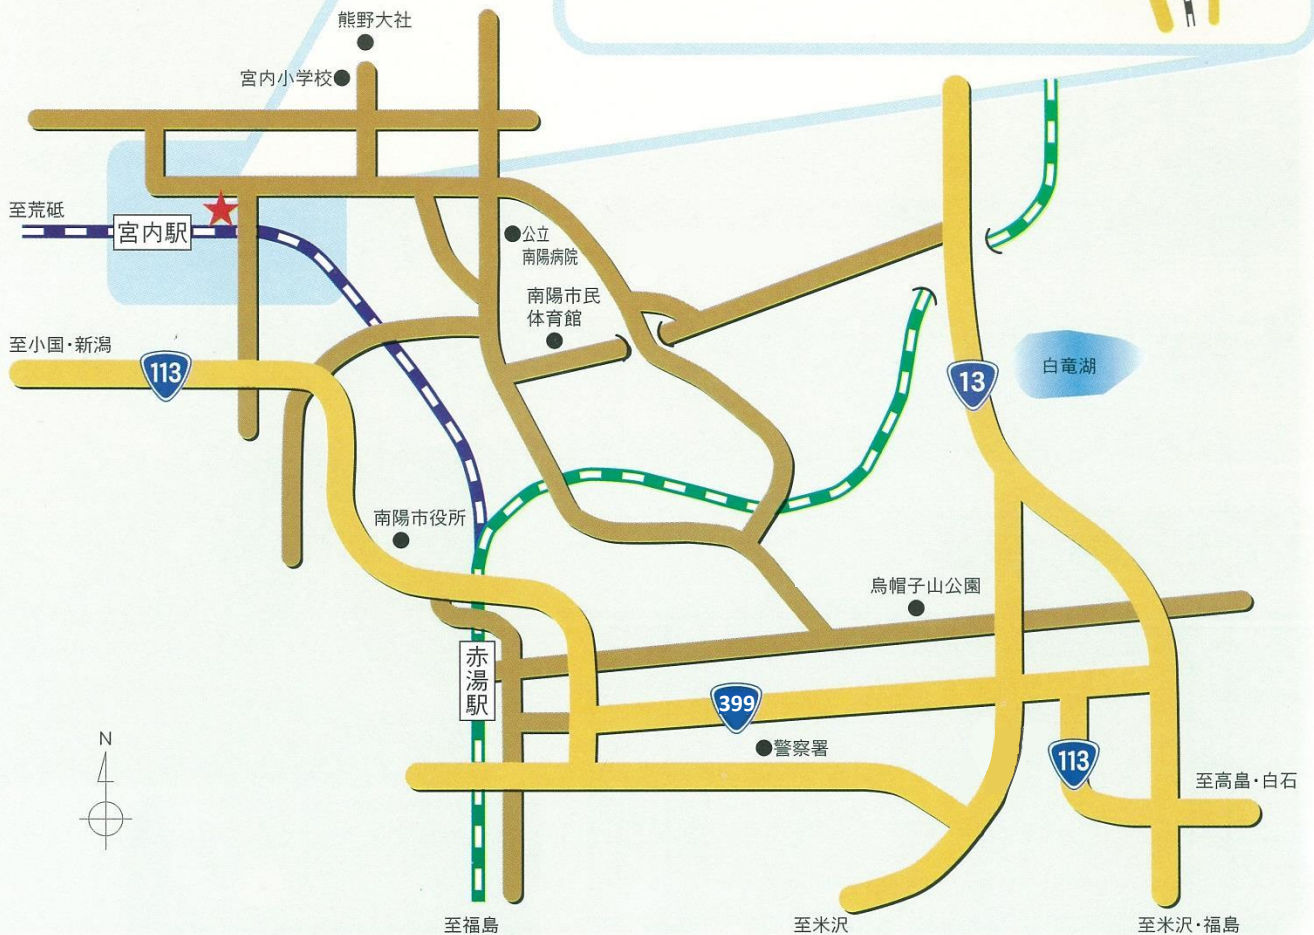 熊野大社
宮内小学校
至荒砥
宮内駅
公立
南陽病院
南陽市民
体育館
至小国・新潟
113
13
白竜湖
南陽市役所
烏帽子山公園
赤湯駅
399
警察署
113
N
至高畠・白石
至福島
至米沢
至米沢・福島